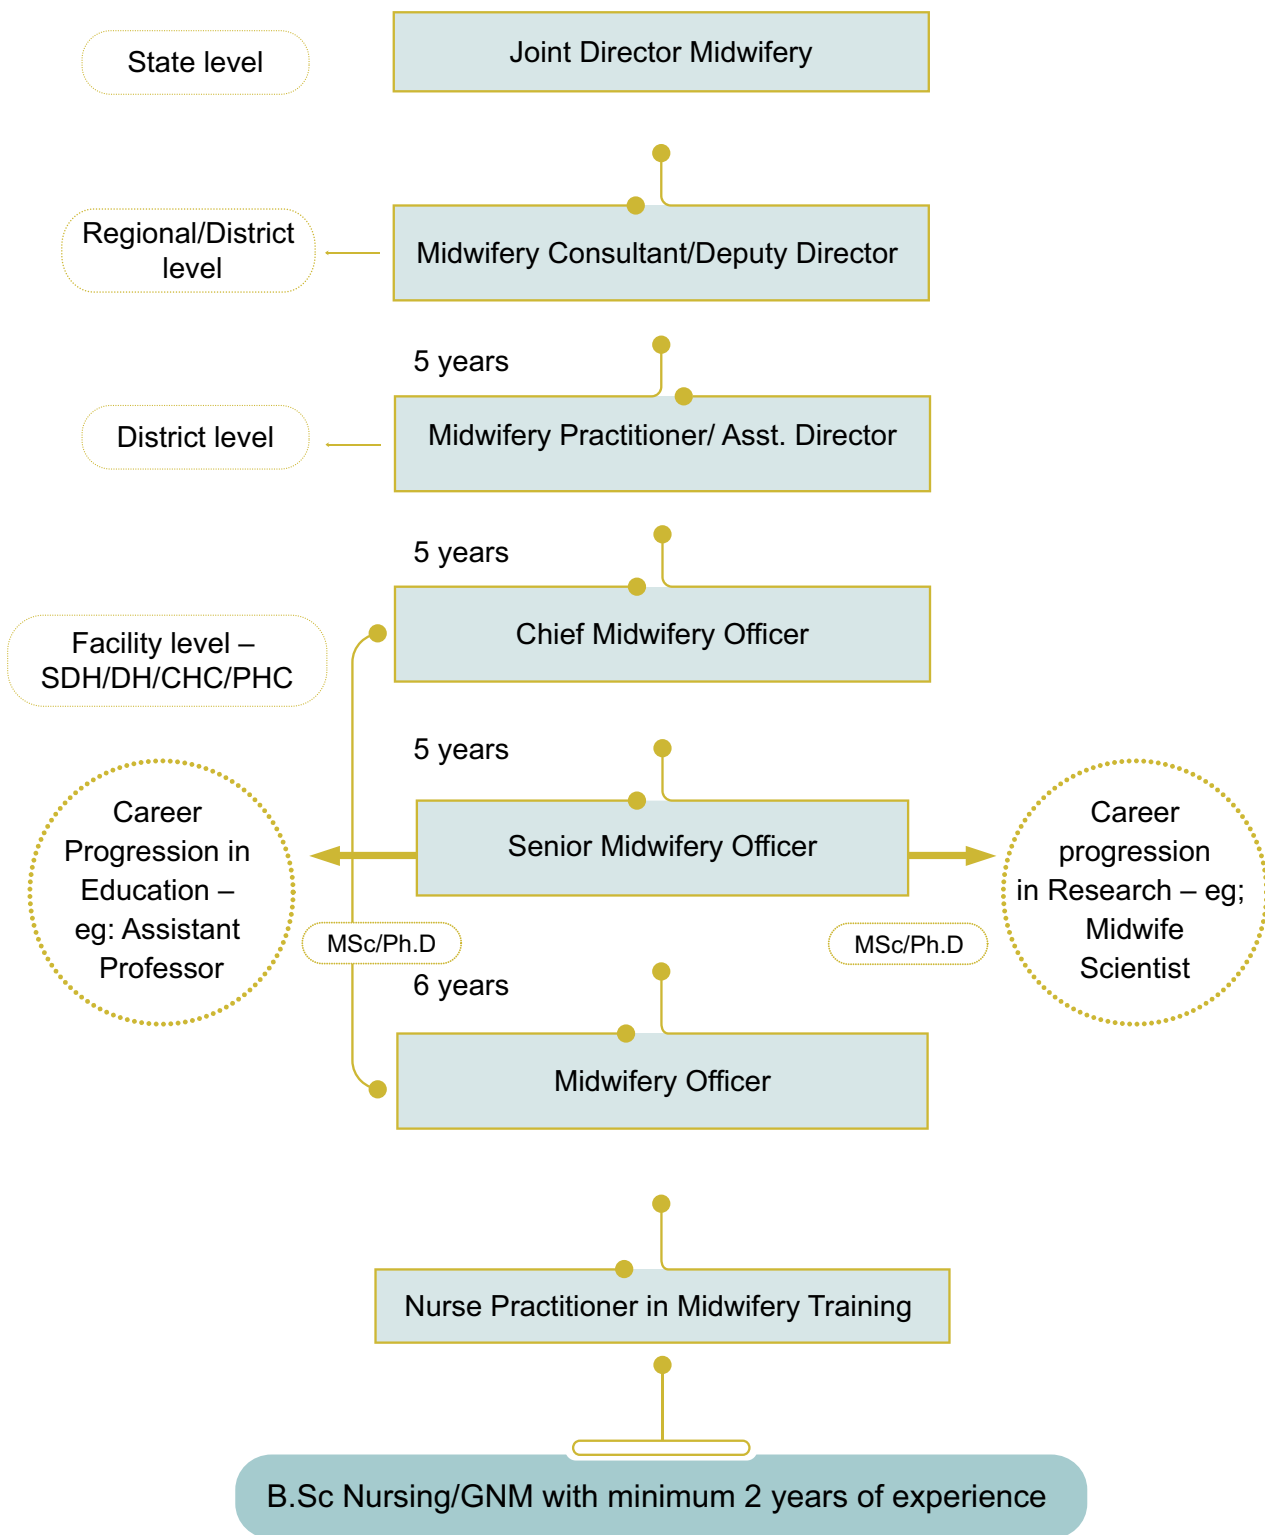 State level
Joint Director Midwifery
Regional/District
level
Midwifery Consultant/Deputy Director
5 years
District level
Midwifery Practitioner/ Asst. Director
5 years
Facility level –
SDH/DH/CHC/PHC
Chief Midwifery Officer
5 years
Career
Progression in
Education –
eg: Assistant
Professor
Senior Midwifery Officer
Career
progression
in Research – eg;
Midwife
Scientist
MSc/Ph.D
MSc/Ph.D
6 years
Midwifery Officer
Nurse Practitioner in Midwifery Training
B.Sc Nursing/GNM with minimum 2 years of experience